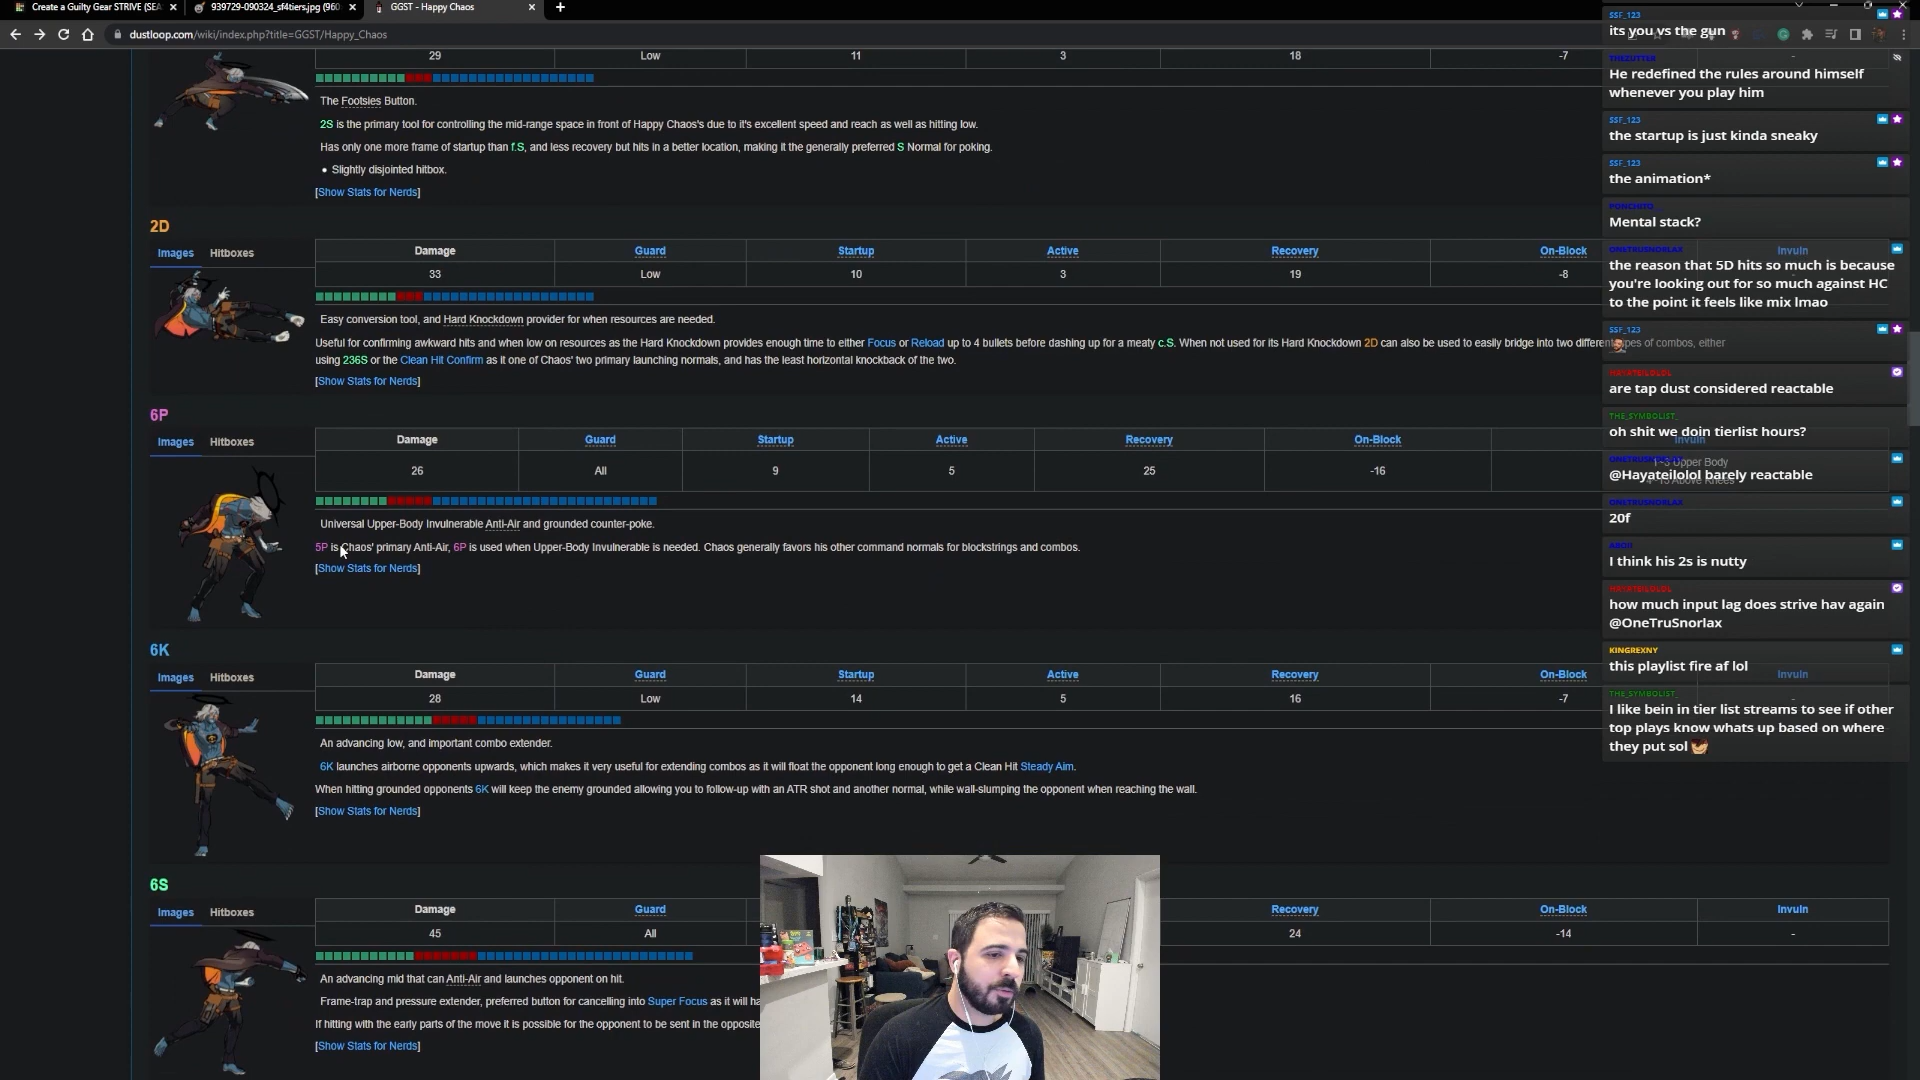 Create a Guilty Gear STRIVE (SEA
939729-090324_sf4tiers.jpg (960
GGST - Happy Chaos
dustloop.com/wiki/index.php?title=GGST/Happy_Chaos
29 Low 11 3 18 -7
The Footsies Button.
2S is the primary tool for controlling the mid-range space in front of Happy Chaos's due to it's excellent speed and reach as well as hitting low.
Has only one more frame of startup than f.S, and less recovery but hits in a better location, making it the generally preferred S Normal for poking.
• Slightly disjointed hitbox.
[Show Stats for Nerds]
2D
Images Hitboxes
Damage Guard Startup Active Recovery On-Block Invuln
33 Low 10 3 19 -8
Easy conversion tool, and Hard Knockdown provider for when resources are needed.
Useful for confirming awkward hits and when low on resources as the Hard Knockdown provides enough time to either Focus or Reload up to 4 bullets before dashing up for a meaty c.S. When not used for its Hard Knockdown 2D can also be used to easily bridge into two different types of combos, either
using 236S or the Clean Hit Confirm as it one of Chaos' two primary launching normals, and has the least horizontal knockback of the two.
[Show Stats for Nerds]
6P
Images Hitboxes
Damage Guard Startup Active Recovery On-Block Invuln
26 All 9 5 25 -16
Upper Body
Above Knees
Universal Upper-Body Invulnerable Anti-Air and grounded counter-poke.
5P is Chaos' primary Anti-Air, 6P is used when Upper-Body Invulnerable is needed. Chaos generally favors his other command normals for blockstrings and combos.
[Show Stats for Nerds]
6K
Images Hitboxes
Damage Guard Startup Active Recovery On-Block Invuln
28 Low 14 5 16 -7
An advancing low, and important combo extender.
6K launches airborne opponents upwards, which makes it very useful for extending combos as it will float the opponent long enough to get a Clean Hit Steady Aim.
When hitting grounded opponents 6K will keep the enemy grounded allowing you to follow-up with an ATR shot and another normal, while wall-slumping the opponent when reaching the wall.
[Show Stats for Nerds]
6S
Images Hitboxes
Damage Guard Recovery On-Block Invuln
45 All 24 -14 -
An advancing mid that can Anti-Air and launches opponent on hit.
Frame-trap and pressure extender, preferred button for cancelling into Super Focus as it will ha
If hitting with the early parts of the move it is possible for the opponent to be sent in the opposite
[Show Stats for Nerds]
SSF_123
its you vs the gun
THEZUTTER
He redefined the rules around himself
whenever you play him
SSF_123
the startup is just kinda sneaky
SSF_123
the animation*
PONCHITO
Mental stack?
ONETRUSNORLAX
the reason that 5D hits so much is because
you're looking out for so much against HC
to the point it feels like mix lmao
SSF_123
HAYATEILOLOL
are tap dust considered reactable
THE_SYMBOLIST_
oh shit we doin tierlist hours?
ONETRUSNORLAX
@Hayateilolol barely reactable
ONETRUSNORLAX
20f
I think his 2s is nutty
HAYATEILOLOL
how much input lag does strive hav again
@OneTruSnorlax
KINGREXNY
this playlist fire af lol
THE_SYMBOLIST_
I like bein in tier list streams to see if other
top plays know whats up based on where
they put sol